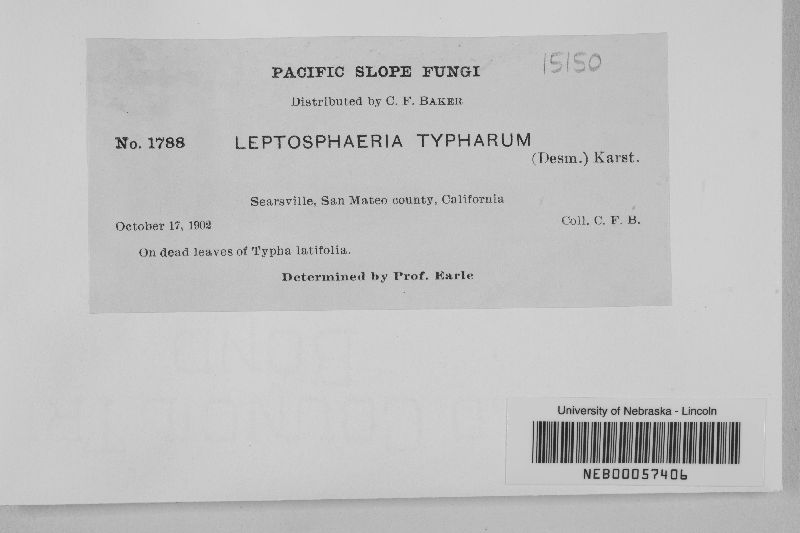 PACIFIC SLOPE FUNGI
15150
Distributed by C. F. BAKER
No. 1788 LEPTOSPHAERIA TYPHARUM
(Desm.) Karst.
Searsville, San Mateo county, California
October 17, 1902
Coll. C. F. B.
On dead leaves of Typha latifolia.
Determined by Prof. Earle
University of Nebraska - Lincoln
NEB00057406